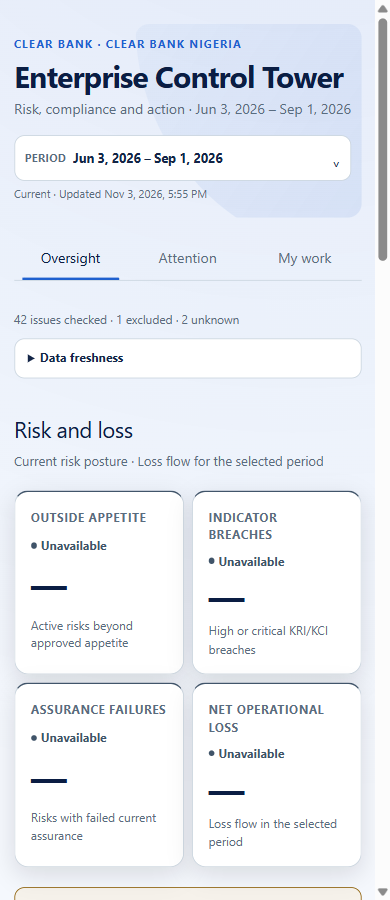 CLEAR BANK · CLEAR BANK NIGERIA
Enterprise Control Tower
Risk, compliance and action · Jun 3, 2026 – Sep 1, 2026
PERIOD Jun 3, 2026 – Sep 1, 2026 v
Current · Updated Nov 3, 2026, 5:55 PM
Oversight Attention My work
42 issues checked · 1 excluded · 2 unknown
▶ Data freshness
Risk and loss
Current risk posture · Loss flow for the selected period
OUTSIDE APPETITE
• Unavailable
—
Active risks beyond
approved appetite
INDICATOR
BREACHES
• Unavailable
—
High or critical KRI/KCI
breaches
ASSURANCE FAILURES
• Unavailable
—
Risks with failed current
assurance
NET OPERATIONAL
LOSS
• Unavailable
—
Loss flow in the selected
period